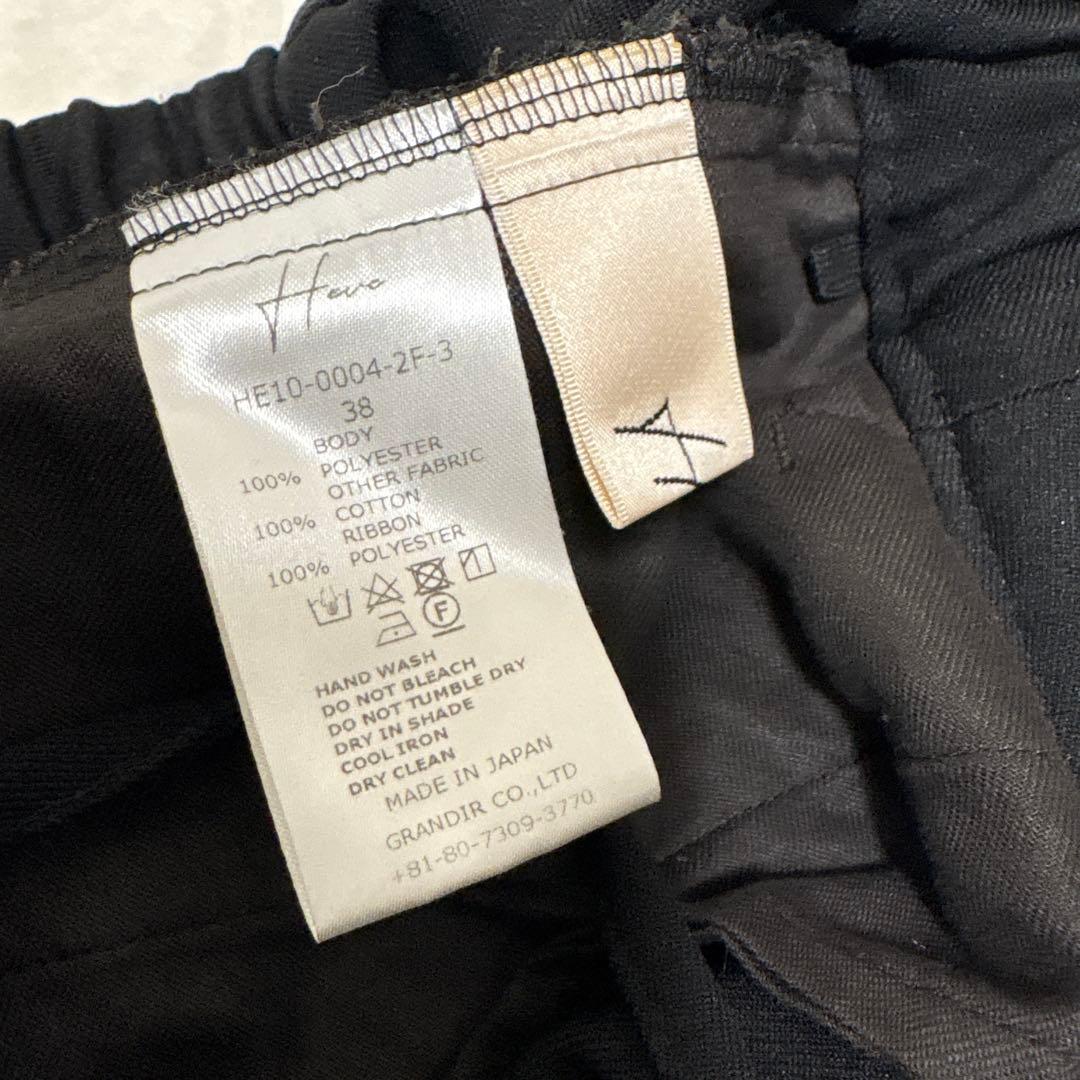 Heve
HE10-0004-2F-3
38
BODY
100% POLYESTER
OTHER FABRIC
100% COTTON
RIBBON
100% POLYESTER
F
HAND WASH
DO NOT BLEACH
DO NOT TUMBLE DRY
DRY IN SHADE
COOL IRON
DRY CLEAN
MADE IN JAPAN
GRANDIR CO.,LTD
+81-80-7309-3770